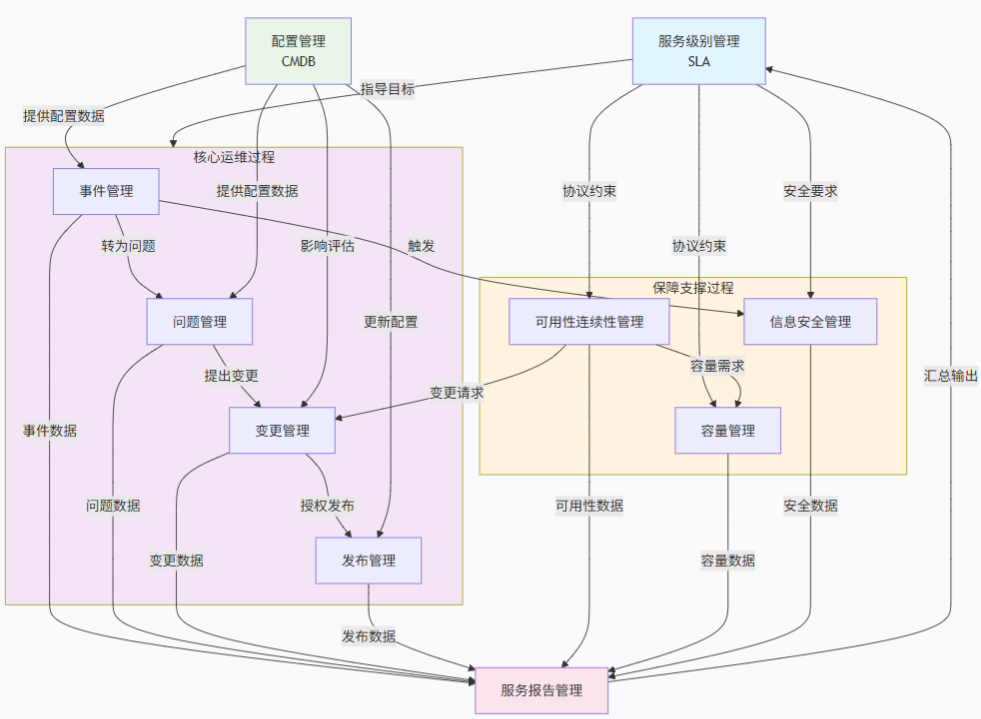 配置管理
CMDB
服务级别管理
SLA
指导目标
提供配置数据
核心运维过程
事件管理
提供配置数据
协议约束
安全要求
转为问题
影响评估
触发
协议约束
保障支撑过程
问题管理
更新配置
可用性连续性管理
信息安全管理
容量需求
提出变更
汇总输出
变更请求
事件数据
变更管理
容量管理
问题数据
授权发布
可用性数据
安全数据
变更数据
发布管理
容量数据
发布数据
服务报告管理